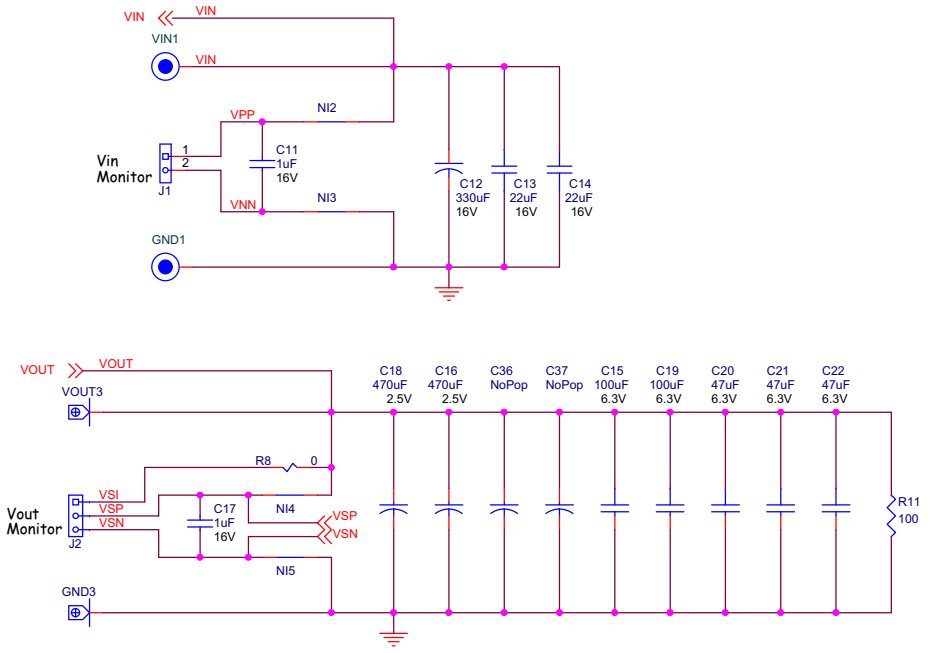 VIN VIN
VIN1
VIN
NI2
VPP
1
2
Vin
Monitor
J1
C11
1uF
16V
VNN
NI3
GND1
C12
330uF
16V
C13
22uF
16V
C14
22uF
16V
VOUT VOUT
VOUT3
C18
470uF
2.5V
C16
470uF
2.5V
C36
NoPop
C37
NoPop
C15
100uF
6.3V
C19
100uF
6.3V
C20
47uF
6.3V
C21
47uF
6.3V
C22
47uF
6.3V
R8 0
VSI
VSP
VSN
Vout
Monitor
J2
C17
1uF
16V
NI4
VSP
VSN
NI5
R11
100
GND3